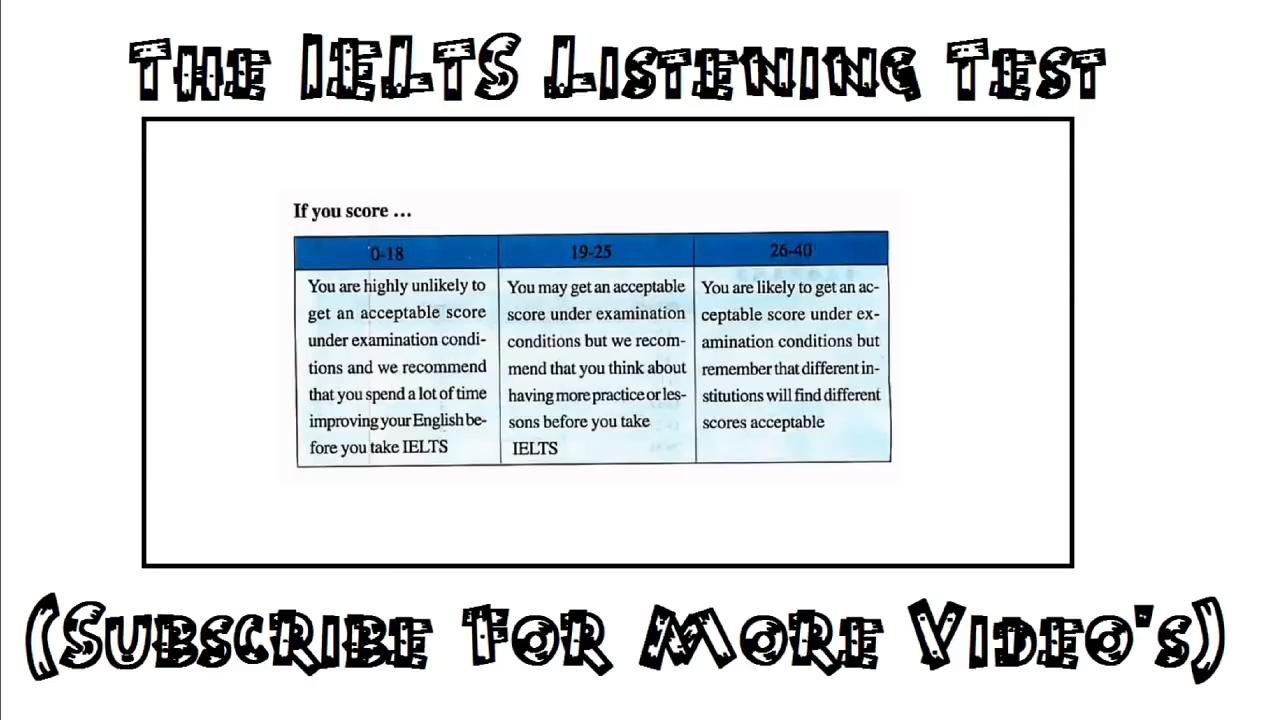 The IELTS Listening Test
If you score ...
0-18
You are highly unlikely to
get an acceptable score
under examination condi-
tions and we recommend
that you spend a lot of time
improving your English be-
fore you take IELTS
19-25
You may get an acceptable
score under examination
conditions but we recom-
mend that you think about
having more practice or les-
sons before you take
IELTS
26-40
You are likely to get an ac-
ceptable score under ex-
amination conditions but
remember that different in-
stitutions will find different
scores acceptable
(Subscribe For More Video's)